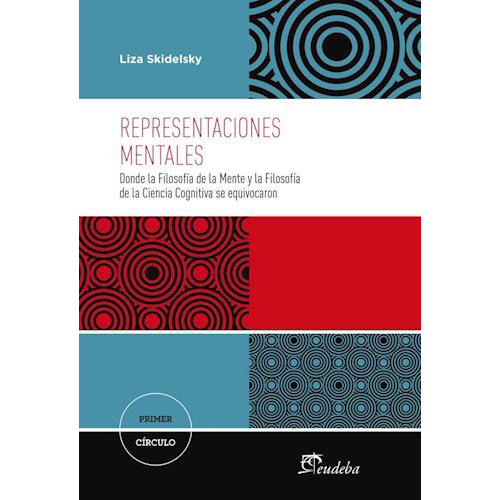 Liza Skidelsky
REPRESENTACIONES
MENTALES
Donde la Filosofía de la Mente y la Filosofía
de la Ciencia Cognitiva se equivocaron
PRIMER
CÍRCULO
Eudeba